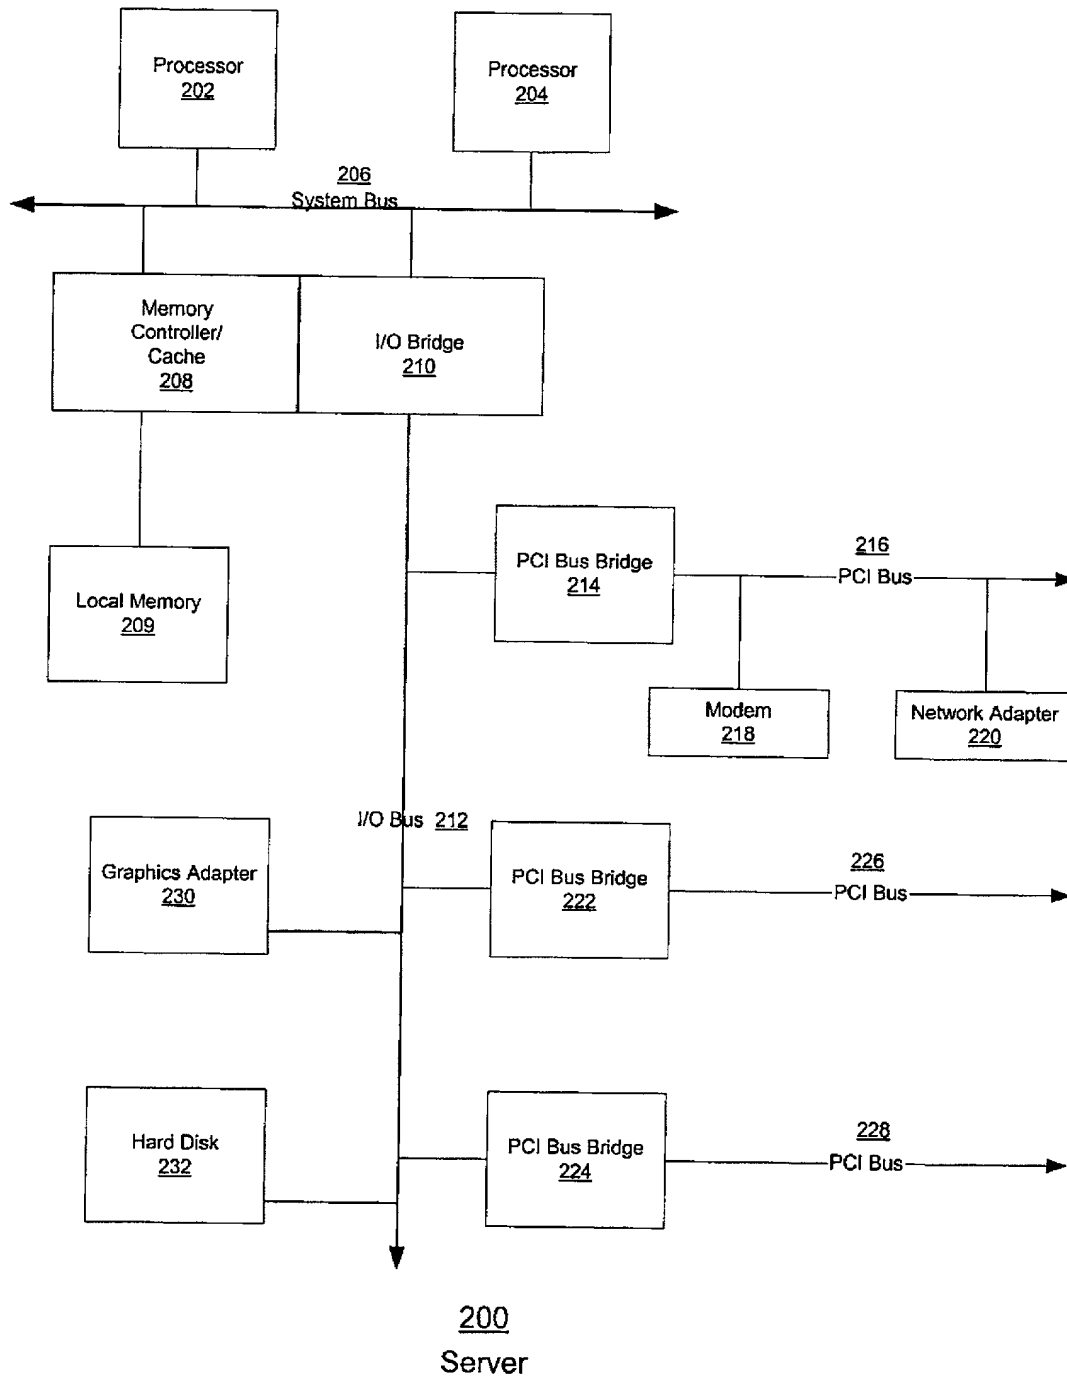 Processor
202
Processor
204
206
System Bus
Memory
Controller/
Cache
208
I/O Bridge
210
PCI Bus Bridge
214
216
PCI Bus
Local Memory
209
Modem
218
Network Adapter
220
I/O Bus 212
Graphics Adapter
230
PCI Bus Bridge
222
226
PCI Bus
Hard Disk
232
PCI Bus Bridge
224
228
PCI Bus
200
Server